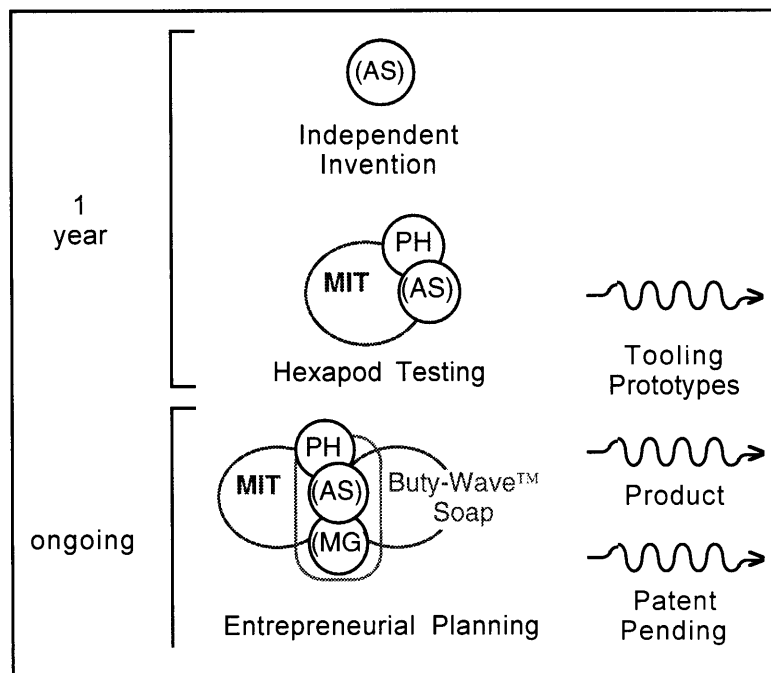 (AS)
Independent
Invention
1
year
PH
MIT
(AS)
Hexapod Testing
Tooling
Prototypes
PH
MIT
(AS)
Buty-Wave™
Soap
Product
ongoing
(MG
Entrepreneurial Planning
Patent
Pending